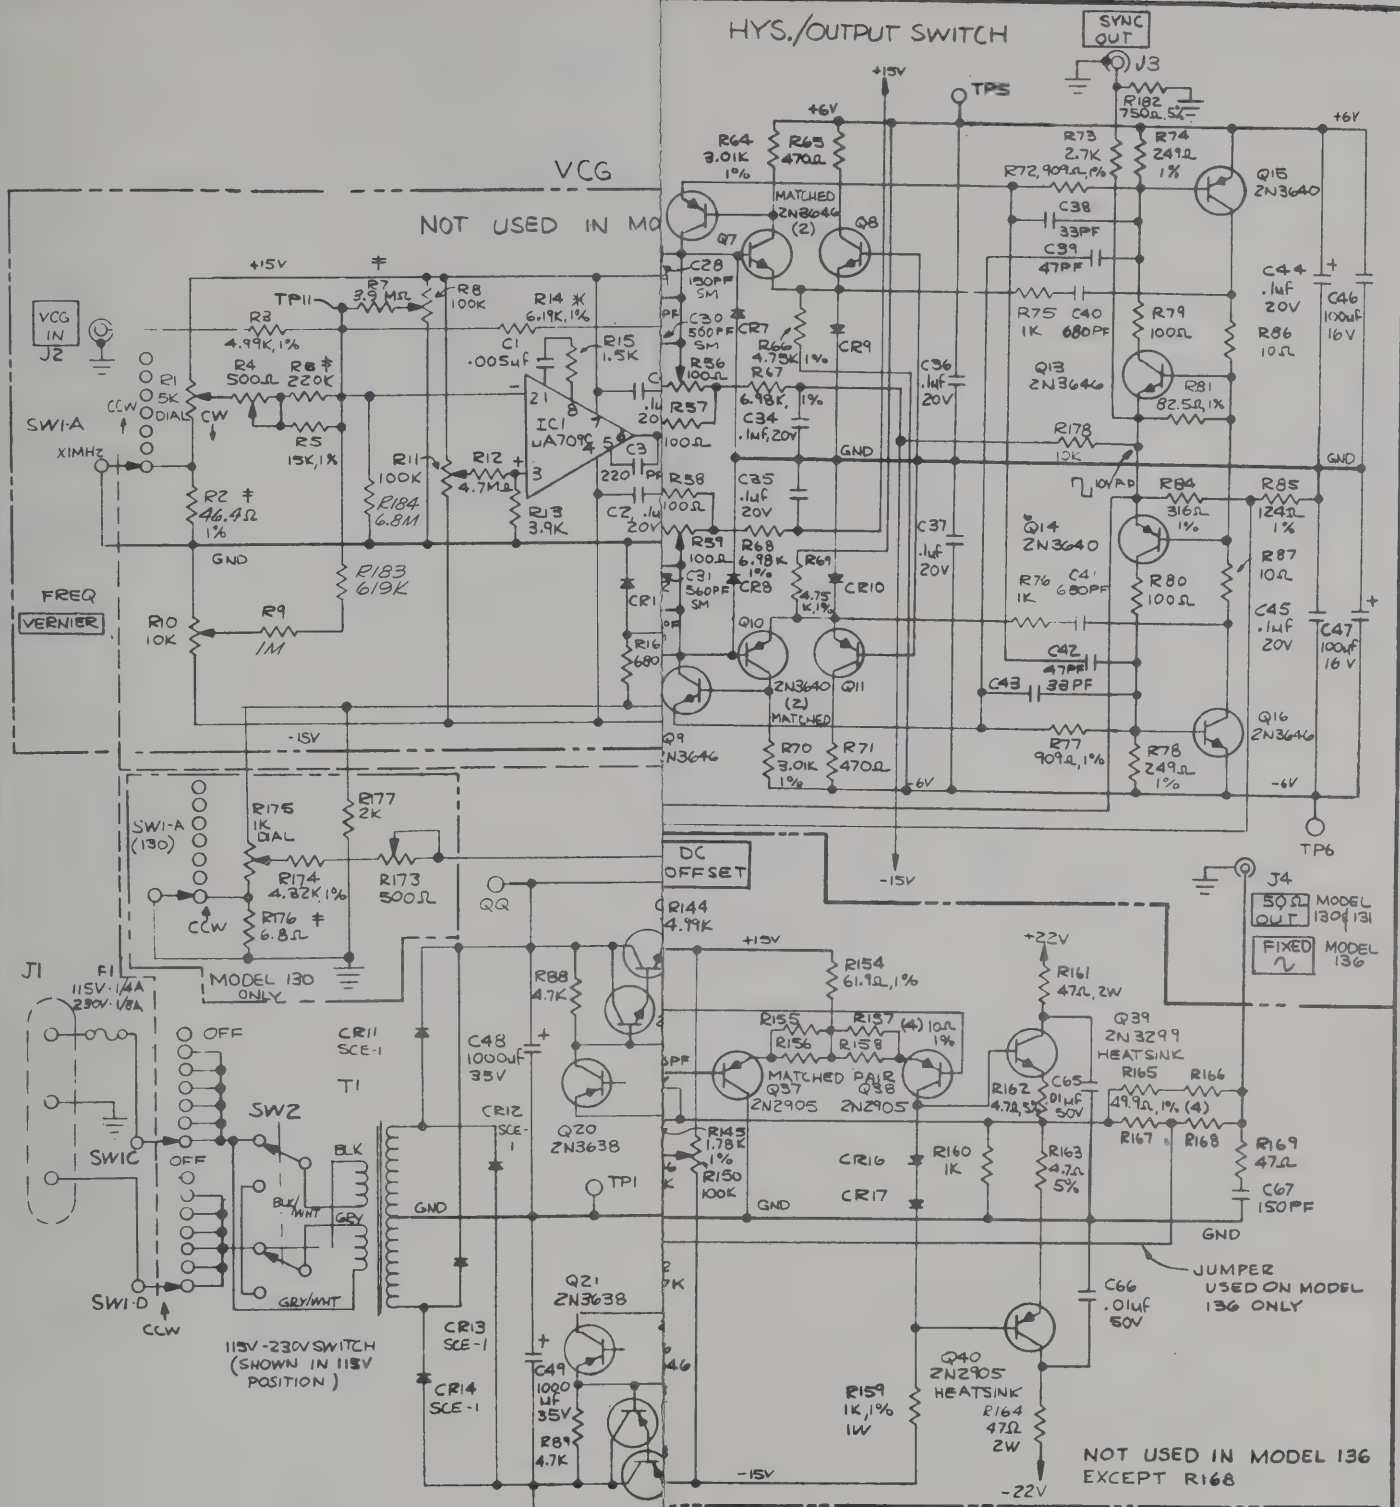 HYS./OUTPUT SWITCH
SYNC
OUT
J3
+15V
TP5
R182
750Ω, 5%
+6V
+6V
R64
3.01K
1%
R65
470Ω
R73
2.7K
R74
249Ω
1%
R72, 909Ω, 1%
Q15
2N3640
VCG
MATCHED
2N3646
(2)
C38
33PF
NOT USED IN MO
Q7
Q8
C39
47PF
+15V
‡
R7
3.9 MΩ
R8
100K
C28
150PF
SM
C44
.1uf
20V
+
TP11
R14 *
6.19K, 1%
PF
C30
560PF
SM
CR7
C46
100uf
16V
VCG
IN
J2
R3
4.99K, 1%
C1
.005uf
R15
1.5K
R66
4.75K, 1%
CR9
R75
1K
C40
680PF
R79
100Ω
R86
10Ω
R1
5K
DIAL
R4
500Ω
R6 ‡
220K
R56
100Ω
R67
6.98K,
1%
C36
.1uf
20V
Q13
2N3646
R81
82.5Ω, 1%
CCW
CW
SW1-A
X1MHZ
R5
15K, 1%
IC1
uA709C
2
1
8
7
6
5
4
3
-
+
C
.1u
20
R57
100Ω
C34
.1uf, 20V
R178
10K
C3
220 PF
GND
GND
R11
100K
R12
4.7MΩ
R2 ‡
46.4Ω
1%
R184
6.8M
R13
3.9K
C2, .1u
20V
R58
100Ω
C35
.1uf
20V
R84
316Ω
1%
R85
124Ω
1%
GND
R59
100Ω
R68
6.98K
1%
R69
4.75
K, 1%
C37
.1uf
20V
Q14
2N3640
R87
10Ω
R183
619K
CR1
C31
560PF
SM
CR8
CR10
R76
1K
680PF
R80
100Ω
FREQ
VERNIER
R10
10K
R9
1M
C45
.1uf
20V
+
C47
100uf
16V
R16
680
Q10
Q11
2N3640
(2)
MATCHED
C42
47PF
C43
33PF
-15V
Q9
2N3646
R70
3.01K
1%
R71
470Ω
R77
909Ω, 1%
R78
249Ω
1%
Q16
2N3646
-6V
-6V
SW1-A
(130)
R175
1K
DIAL
R177
2K
TP6
R174
4.32K, 1%
R173
500Ω
QQ
DC
OFFSET
-15V
J4
50Ω
OUT
MODEL
130/131
CCW
R176 ‡
6.8Ω
R144
4.99K
+15V
+22V
FIXED
∿
MODEL
136
J1
F1
115V-1/4A
230V-1/8A
MODEL 130
ONLY
R88
4.7K
R154
61.9Ω, 1%
R161
47Ω, 2W
OFF
CR11
SCE-1
C48
1000uf
35V
+
R155
R156
R157
R158
(4) 10Ω
1%
Q39
2N3299
HEATSINK
T1
MATCHED PAIR
Q37
2N2905
Q38
2N2905
R162
4.7Ω, 5%
C65
.01uf
50V
R165
R166
49.9Ω, 1% (4)
R167
R168
SW2
CR12
SCE-
1
Q20
2N3638
SW1C
OFF
BLK
R145
1.78K
1%
R150
100K
CR16
R160
1K
R163
4.7Ω
5%
R169
47Ω
TP1
CR17
C67
150PF
BLK/WHT
GRY
GND
GND
GND
JUMPER
USED ON MODEL
136 ONLY
Q21
2N3638
C66
.01uf
50V
SW1-D
CCW
GRY/WHT
CR13
SCE-1
115V-230V SWITCH
(SHOWN IN 115V
POSITION)
+
C49
1000
uf
35V
Q40
2N2905
HEATSINK
CR14
SCE-1
R159
1K, 1%
1W
R164
47Ω
2W
R89
4.7K
-15V
-22V
NOT USED IN MODEL 136
EXCEPT R168